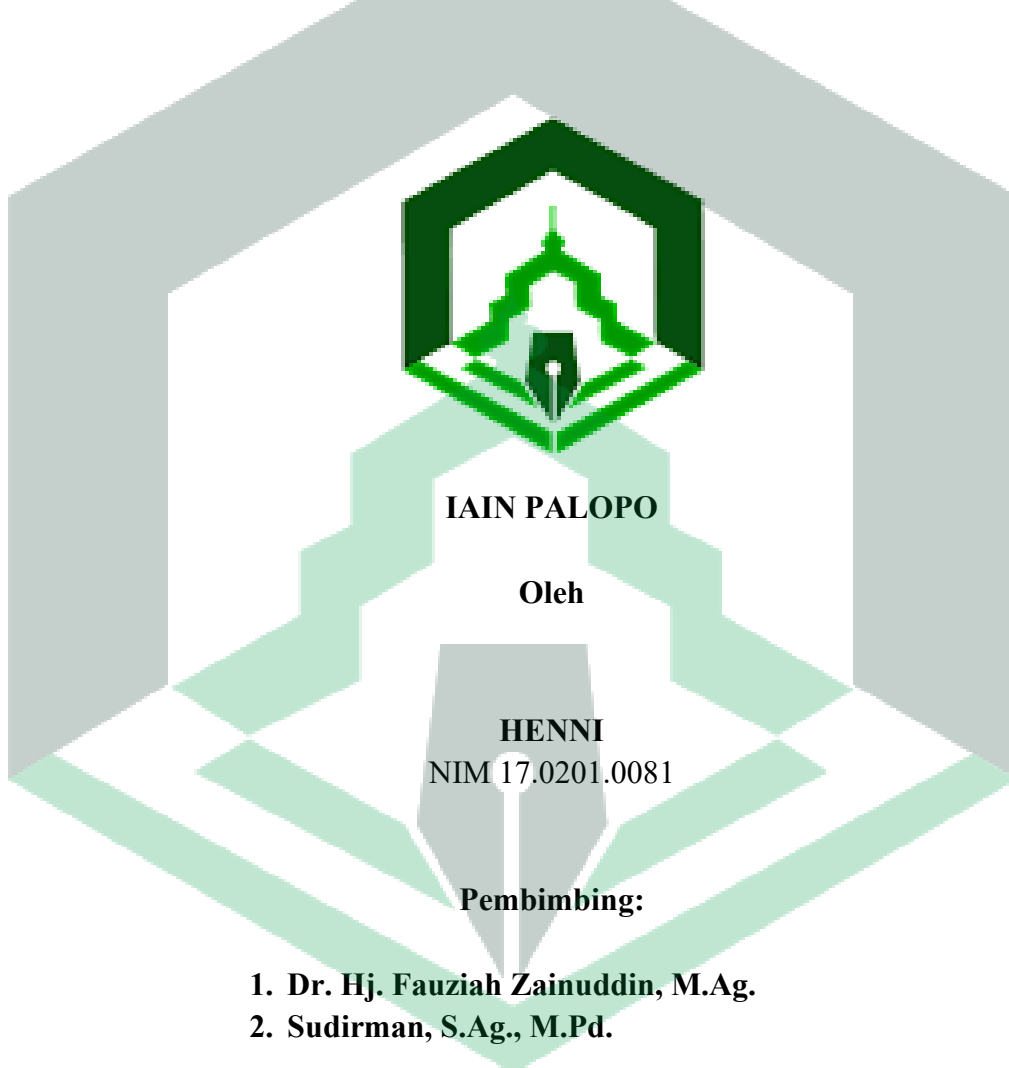 IAIN PALOPO
Oleh
HENNI
NIM 17.0201.0081
Pembimbing:
1. Dr. Hj. Fauziah Zainuddin, M.Ag.
2. Sudirman, S.Ag., M.Pd.